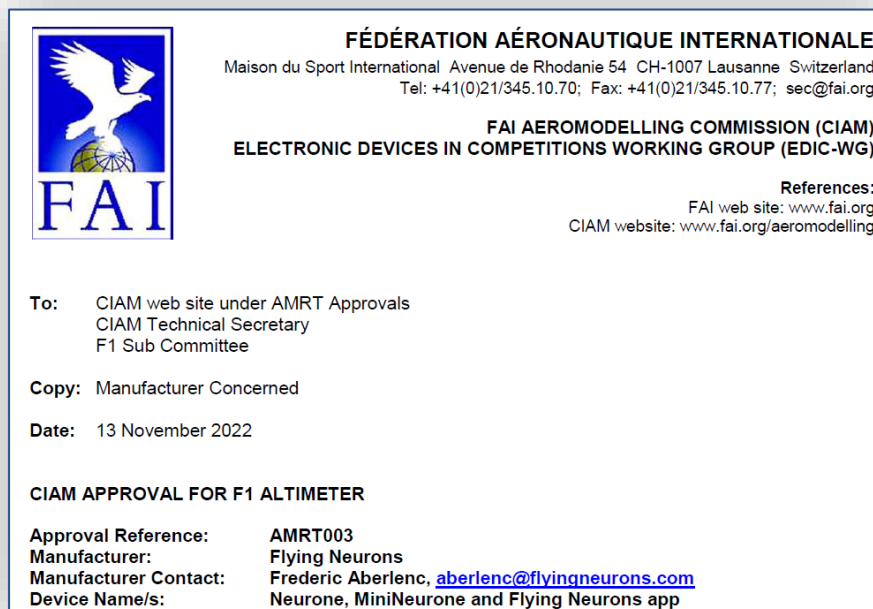 FÉDÉRATION AÉRONAUTIQUE INTERNATIONALE
Maison du Sport International Avenue de Rhodanie 54 CH-1007 Lausanne Switzerland
Tel: +41(0)21/345.10.70; Fax: +41(0)21/345.10.77; sec@fai.org
FAI AEROMODELLING COMMISSION (CIAM)
ELECTRONIC DEVICES IN COMPETITIONS WORKING GROUP (EDIC-WG)
References:
FAI web site: www.fai.org
CIAM website: www.fai.org/aeromodelling
FAI
To: CIAM web site under AMRT Approvals
CIAM Technical Secretary
F1 Sub Committee
Copy: Manufacturer Concerned
Date: 13 November 2022
CIAM APPROVAL FOR F1 ALTIMETER
Approval Reference: AMRT003
Manufacturer: Flying Neurons
Manufacturer Contact: Frederic Aberlenc, aberlenc@flyingneurons.com
Device Name/s: Neurone, MiniNeurone and Flying Neurons app